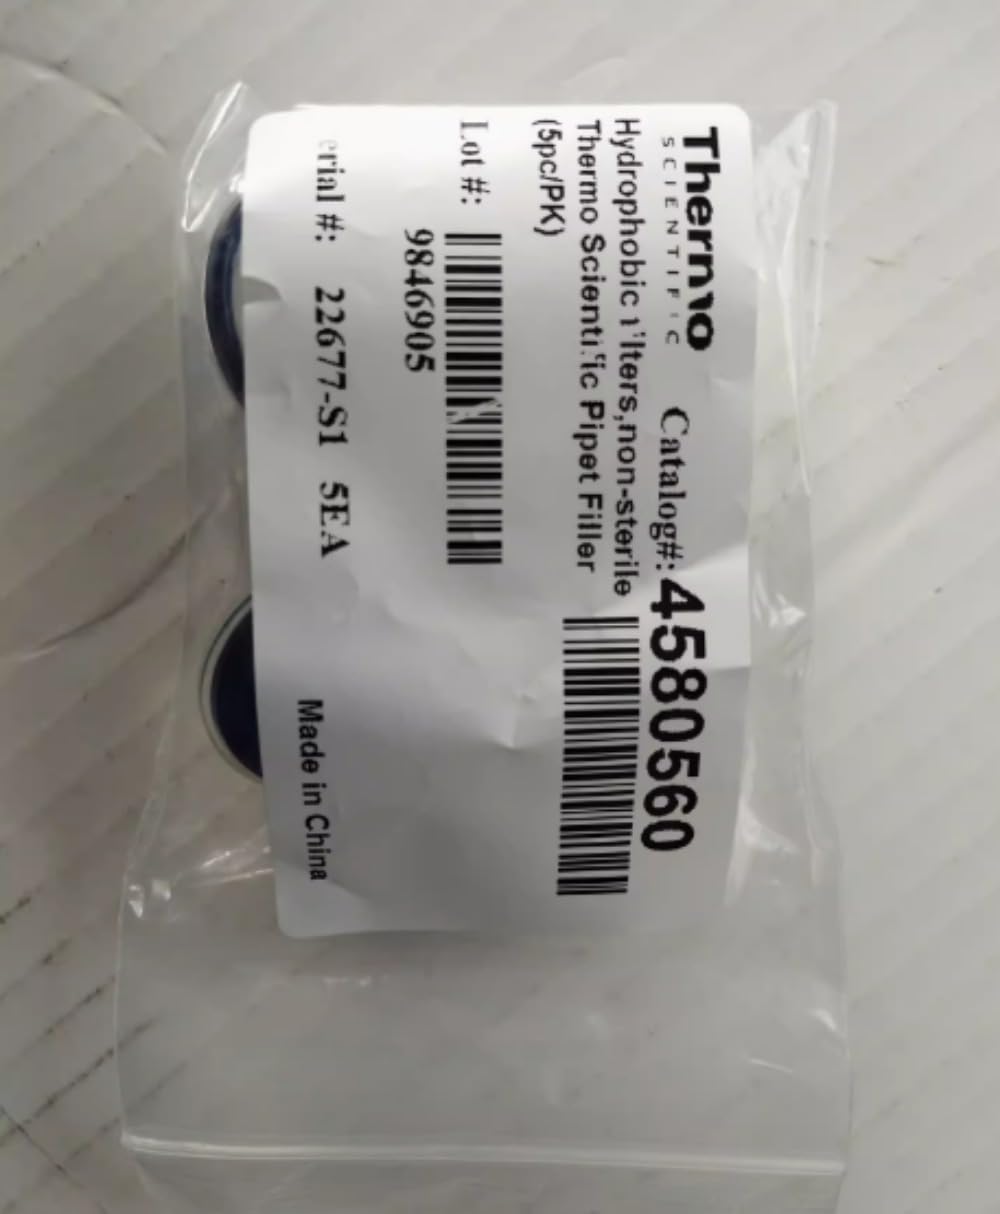 Thermo
SCIENTIFIC
Catalog#: 4580560
Hydrophobic Filters,non-sterile
Thermo Scientific Pipet Filler
(5pc/PK)
Lot #:
9846905
erial #: 22677-S1 5EA
Made in China